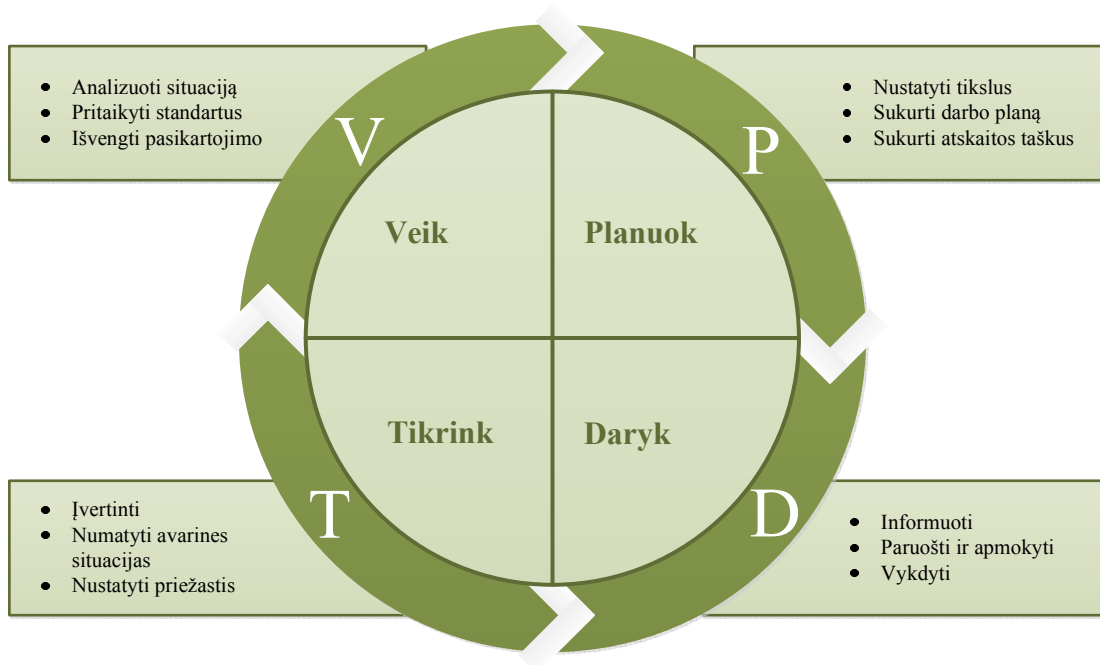 • Analizuoti situaciją
• Pritaikyti standartus
• Išvengti pasikartojimo
V
Veik
• Nustatyti tikslus
• Sukurti darbo planą
• Sukurti atskaitos taškus
P
Planuok
• Įvertinti
• Numatyti avarines
situacijas
• Nustatyti priežastis
T
Tikrink
• Informuoti
• Paruošti ir apmokyti
• Vykdyti
D
Daryk